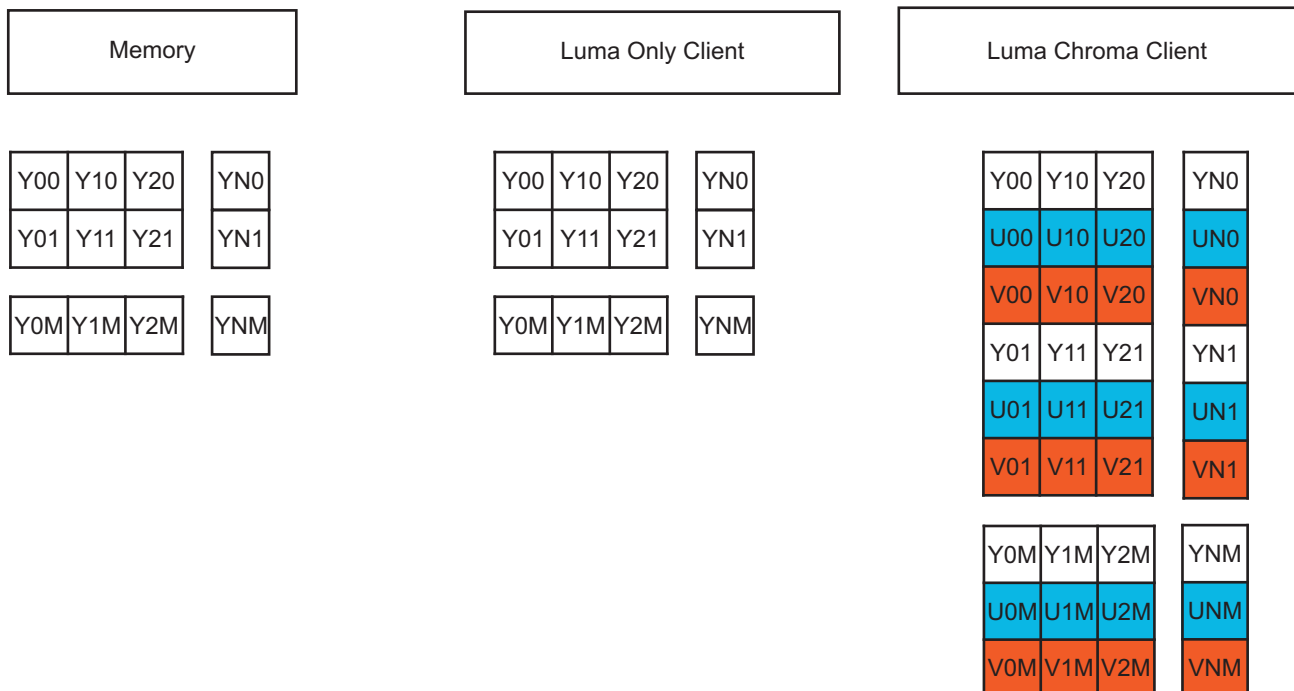 Memory
Luma Only Client
Luma Chroma Client
Y00 Y10 Y20 YN0
Y01 Y11 Y21 YN1
Y0M Y1M Y2M YNM
Y00 Y10 Y20 YN0
Y01 Y11 Y21 YN1
Y0M Y1M Y2M YNM
Y00 Y10 Y20 YN0
U00 U10 U20 UN0
V00 V10 V20 VN0
Y01 Y11 Y21 YN1
U01 U11 U21 UN1
V01 V11 V21 VN1
Y0M Y1M Y2M YNM
U0M U1M U2M UNM
V0M V1M V2M VNM